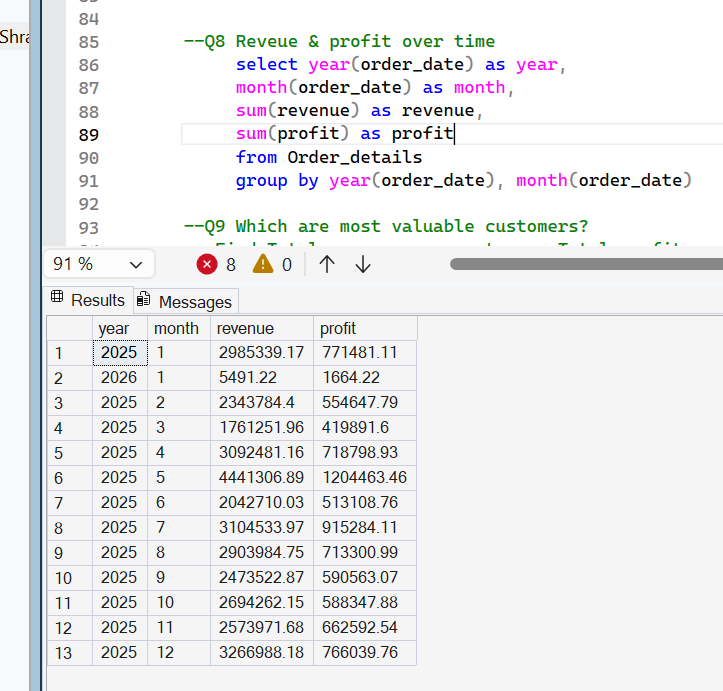 Shra
84
85 --Q8 Reveue & profit over time
86 select year(order_date) as year,
87 month(order_date) as month,
88 sum(revenue) as revenue,
89 sum(profit) as profit
90 from Order_details
91 group by year(order_date), month(order_date)
92
93 --Q9 Which are most valuable customers?
91 % 8 0
Results Messages
year month revenue profit
1 2025 1 2985339.17 771481.11
2 2026 1 5491.22 1664.22
3 2025 2 2343784.4 554647.79
4 2025 3 1761251.96 419891.6
5 2025 4 3092481.16 718798.93
6 2025 5 4441306.89 1204463.46
7 2025 6 2042710.03 513108.76
8 2025 7 3104533.97 915284.11
9 2025 8 2903984.75 713300.99
10 2025 9 2473522.87 590563.07
11 2025 10 2694262.15 588347.88
12 2025 11 2573971.68 662592.54
13 2025 12 3266988.18 766039.76